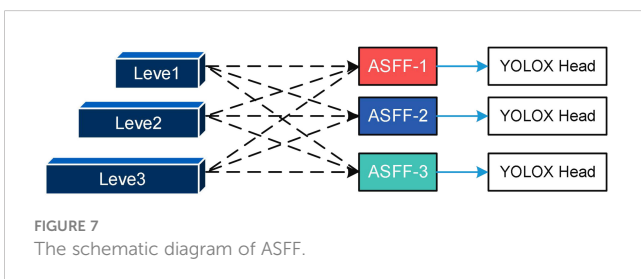 Leve1 ASFF-1 YOLOX Head
Leve2 ASFF-2 YOLOX Head
Leve3 ASFF-3 YOLOX Head
FIGURE 7
The schematic diagram of ASFF.